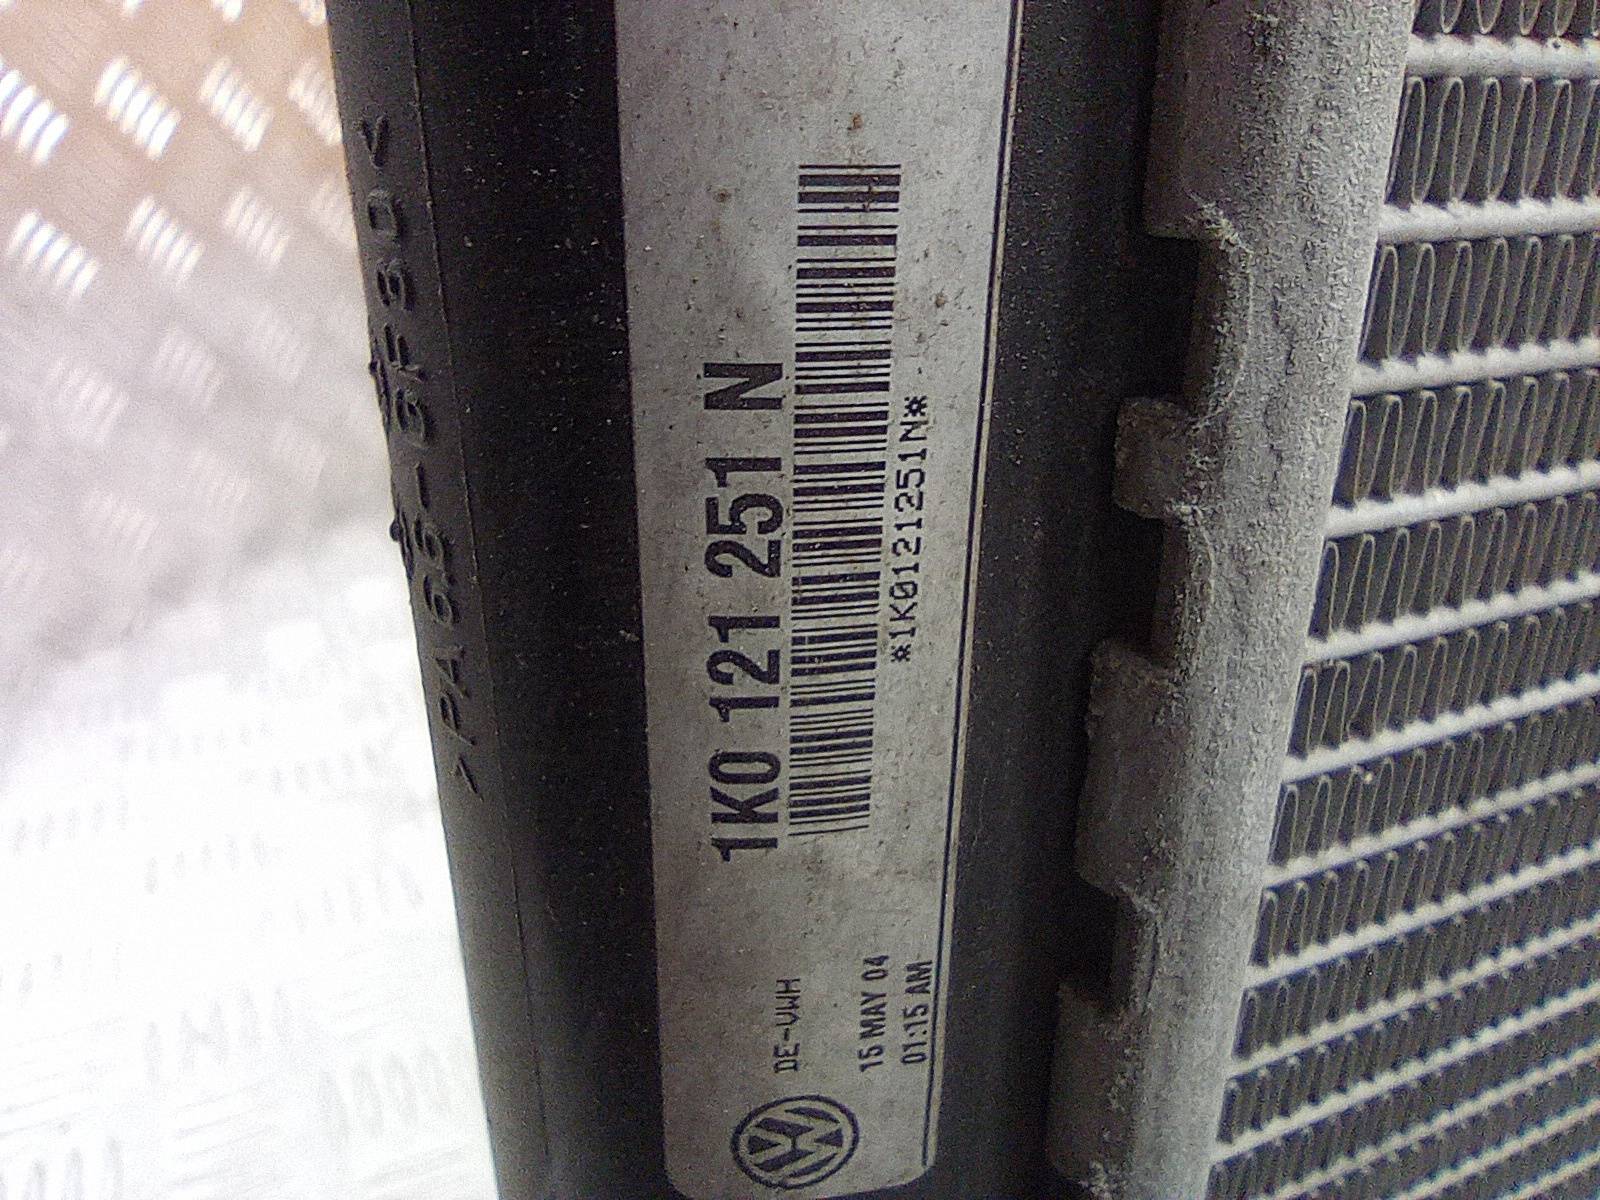 >PA66-GF30<
1K0 121 251 N
*1K0121251N*
DE-VWH
15 MAY 04
01:15 AM